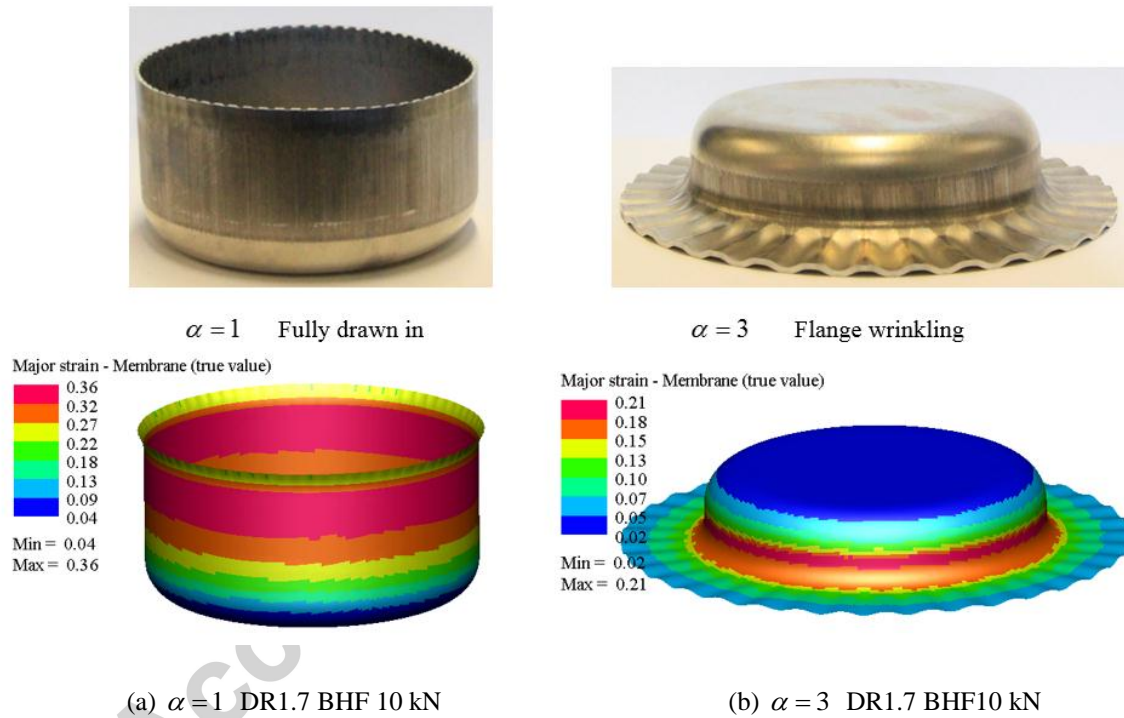 α = 1 Fully drawn in
α = 3 Flange wrinkling
Major strain - Membrane (true value)
0.36
0.32
0.27
0.22
0.18
0.13
0.09
0.04
Min = 0.04
Max = 0.36
Major strain - Membrane (true value)
0.21
0.18
0.15
0.13
0.10
0.07
0.05
0.02
Min = 0.02
Max = 0.21
(a) α = 1 DR1.7 BHF 10 kN
(b) α = 3 DR1.7 BHF10 kN